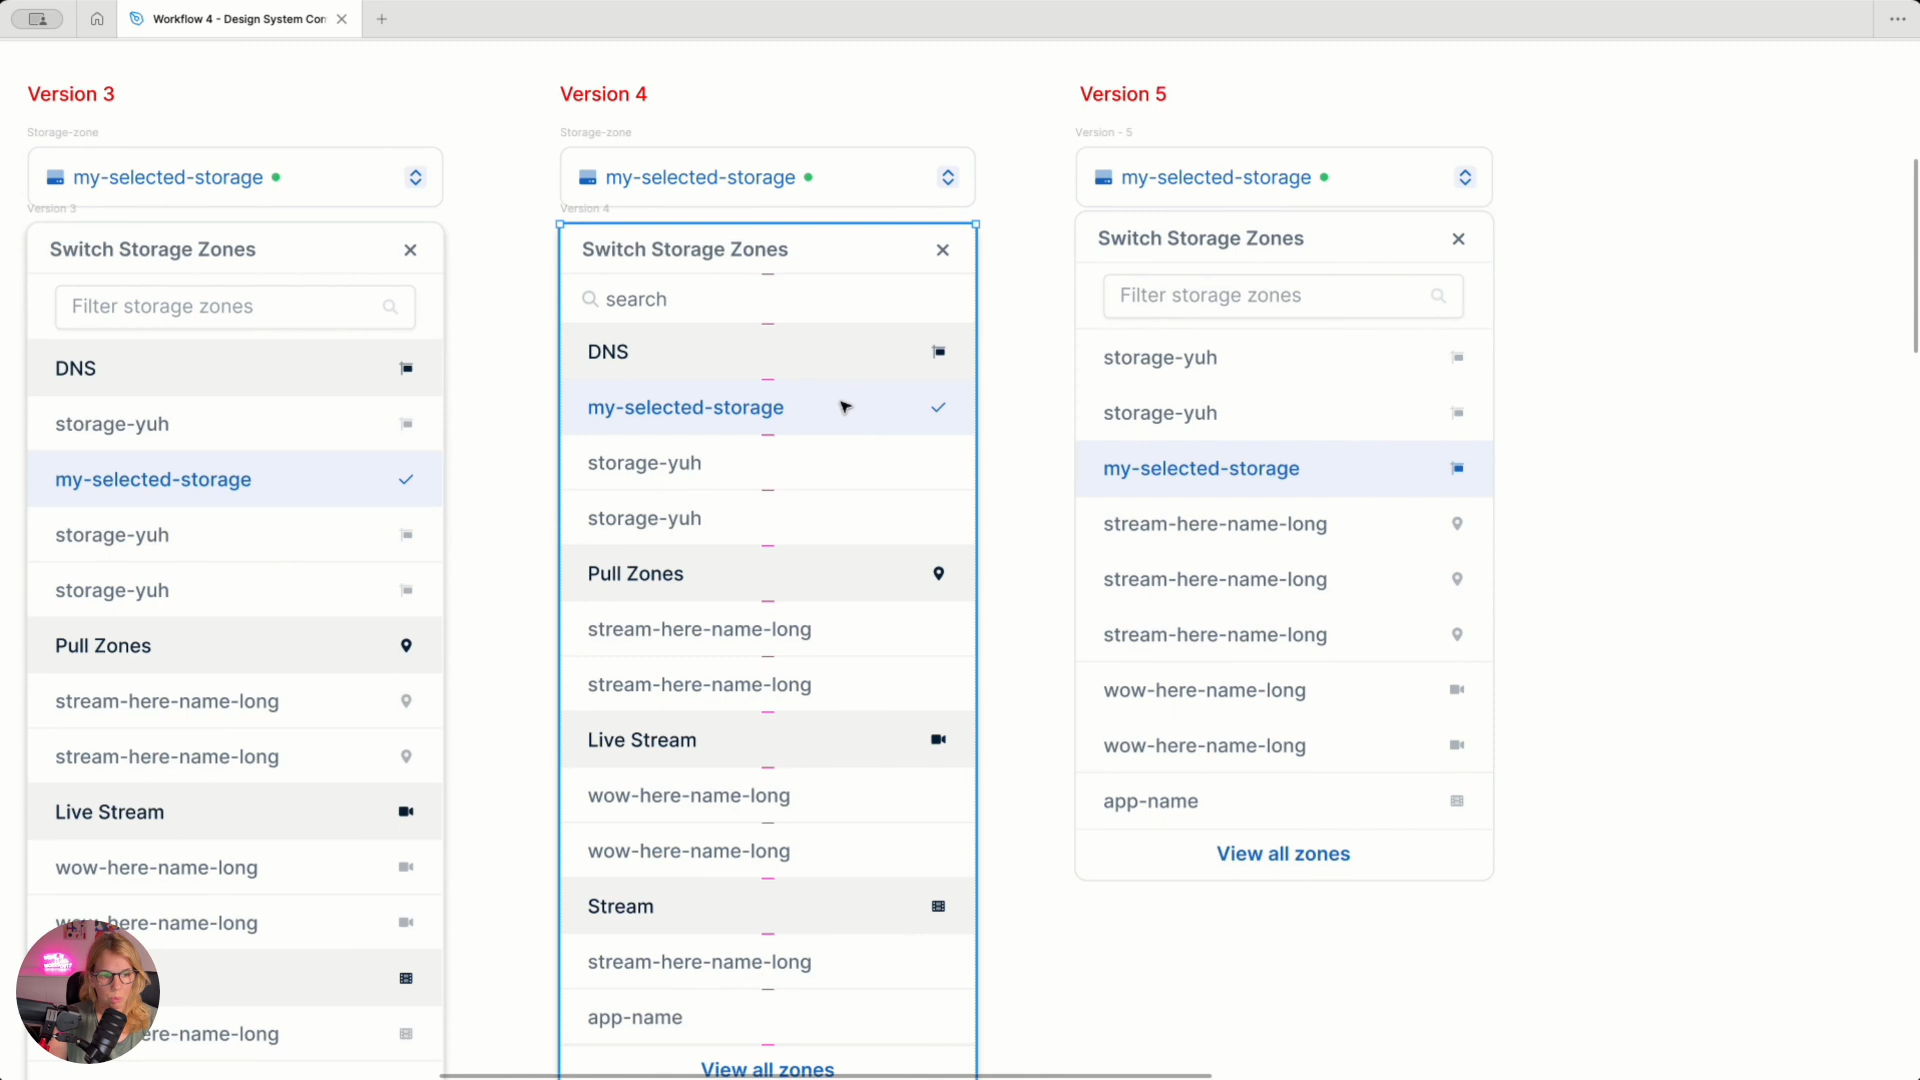 Workflow 4 - Design System Con
Version 3
Storage-zone
my-selected-storage
Version 3
Switch Storage Zones
Filter storage zones
DNS
storage-yuh
my-selected-storage
storage-yuh
storage-yuh
Pull Zones
stream-here-name-long
stream-here-name-long
Live Stream
wow-here-name-long
wow-here-name-long
ere-name-long
Version 4
Storage-zone
my-selected-storage
Version 4
Switch Storage Zones
search
DNS
my-selected-storage
storage-yuh
storage-yuh
Pull Zones
stream-here-name-long
stream-here-name-long
Live Stream
wow-here-name-long
wow-here-name-long
Stream
stream-here-name-long
app-name
View all zones
Version 5
Version - 5
my-selected-storage
Switch Storage Zones
Filter storage zones
storage-yuh
storage-yuh
my-selected-storage
stream-here-name-long
stream-here-name-long
stream-here-name-long
wow-here-name-long
wow-here-name-long
app-name
View all zones